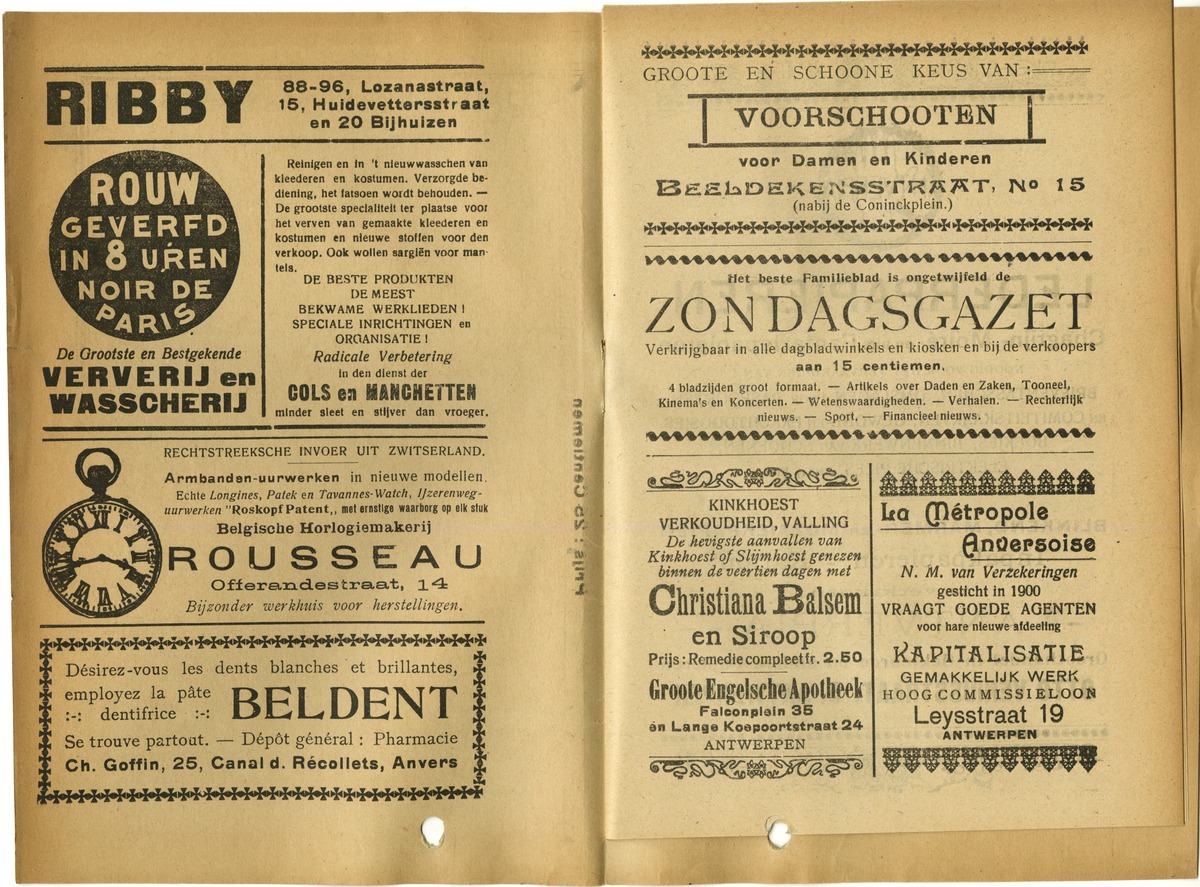 RIBBY
88-96, Lozanastraat,
15, Huidevettersstraat
en 20 Bijhuizen
ROUW
GEVERFD
IN 8 UREN
NOIR DE
PARIS
De Grootste en Bestgekende
VERVERIJ en
WASSCHERIJ
Reinigen en in 't nieuwwasschen van
kleederen en kostumen. Verzorgde be-
diening, het fatsoen wordt behouden. —
De grootste specialiteit ter plaatse voor
het verven van gemaakte kleederen en
kostumen en nieuwe stoffen voor den
verkoop. Ook wollen sargiën voor man-
tels.
DE BESTE PRODUKTEN
DE MEEST
BEKWAME WERKLIEDEN !
SPECIALE INRICHTINGEN en
ORGANISATIE !
Radicale Verbetering
in den dienst der
COLS en MANCHETTEN
minder sleet en stijver dan vroeger.
RECHTSTREEKSCHE INVOER UIT ZWITSERLAND.
Armbanden-uurwerken in nieuwe modellen.
Echte Longines, Patek en Tavannes-Watch, IJzerenweg-
uurwerken "Roskopf Patent,, met ernstige waarborg op elk stuk
Belgische Horlogiemakerij
ROUSSEAU
Offerandestraat, 14
Bijzonder werkhuis voor herstellingen.
Désirez-vous les dents blanches et brillantes,
employez la pâte
:-: dentifrice :-:
BELDENT
Se trouve partout. — Dépôt général : Pharmacie
Ch. Goffin, 25, Canal d. Récollets, Anvers
Prijs : 25 Centiemen
GROOTE EN SCHOONE KEUS VAN :
VOORSCHOOTEN
voor Damen en Kinderen
BEELDEKENSSTRAAT, No 15
(nabij de Coninckplein.)
Het beste Familieblad is ongetwijfeld de
ZONDAGSGAZET
Verkrijgbaar in alle dagbladwinkels en kiosken en bij de verkoopers
aan 15 centiemen.
4 bladzijden groot formaat. — Artikels over Daden en Zaken, Tooneel,
Kinema's en Koncerten. — Wetenswaardigheden. — Verhalen. — Rechterlijk
nieuws. — Sport. — Financieel nieuws.
KINKHOEST
VERKOUDHEID, VALLING
De hevigste aanvallen van
Kinkhoest of Slijmhoest genezen
binnen de veertien dagen met
Christiana Balsem
en Siroop
Prijs : Remedie compleet fr. 2.50
Groote Engelsche Apotheek
Falconplein 35
en Lange Koepoortstraat 24
ANTWERPEN
La Métropole
Anversoise
N. M. van Verzekeringen
gesticht in 1900
VRAAGT GOEDE AGENTEN
voor hare nieuwe afdeeling
KAPITALISATIE
GEMAKKELIJK WERK
HOOG COMMISSIELOON
Leysstraat 19
ANTWERPEN